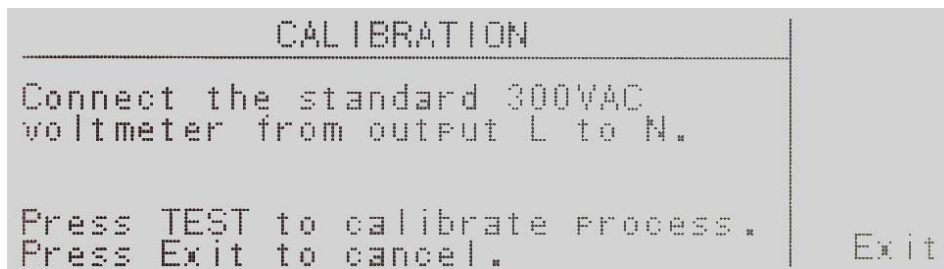 CALIBRATION
Connect the standard 300VAC
voltmeter from output L to N.
Press TEST to calibrate process.
Press Exit to cancel.
Exit